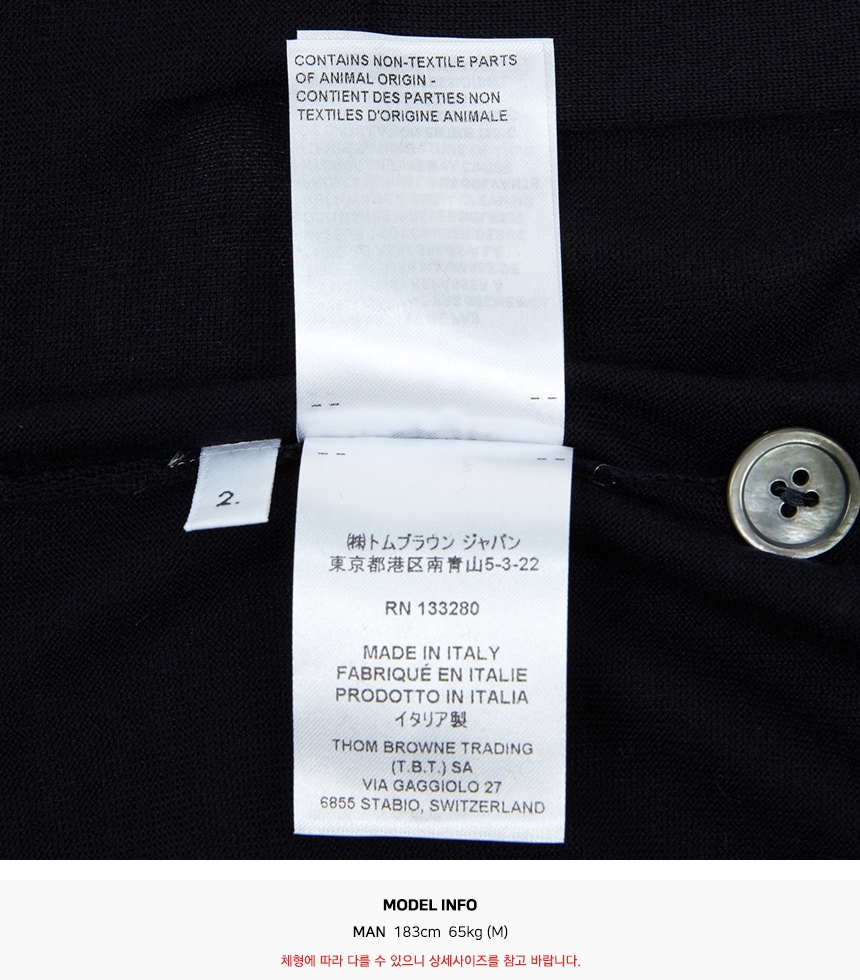 CONTAINS NON-TEXTILE PARTS
OF ANIMAL ORIGIN -
CONTIENT DES PARTIES NON
TEXTILES D'ORIGINE ANIMALE
2.
㈱トムブラウン ジャパン
東京都港区南青山5-3-22
RN 133280
MADE IN ITALY
FABRIQUÉ EN ITALIE
PRODOTTO IN ITALIA
イタリア製
THOM BROWNE TRADING
(T.B.T.) SA
VIA GAGGIOLO 27
6855 STABIO, SWITZERLAND
MODEL INFO
MAN 183cm 65kg (M)
체형에 따라 다를 수 있으니 상세사이즈를 참고 바랍니다.